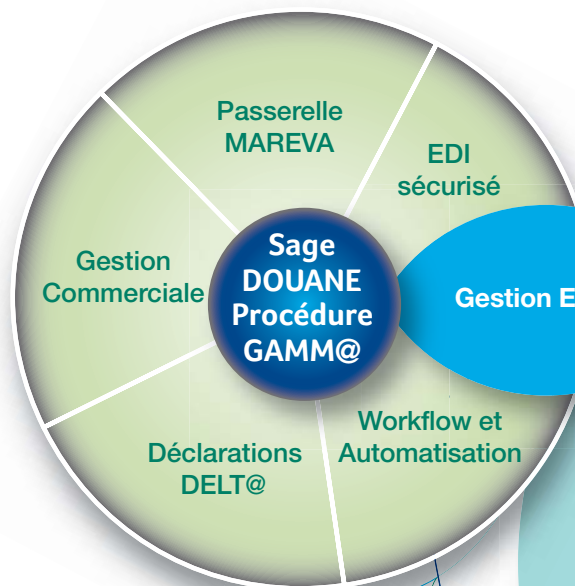 Passerelle
MAREVA
EDI
sécurisé
Gestion
Commerciale
Sage
DOUANE
Procédure
GAMM@
Gestion E
Workflow et
Automatisation
Déclarations
DELT@